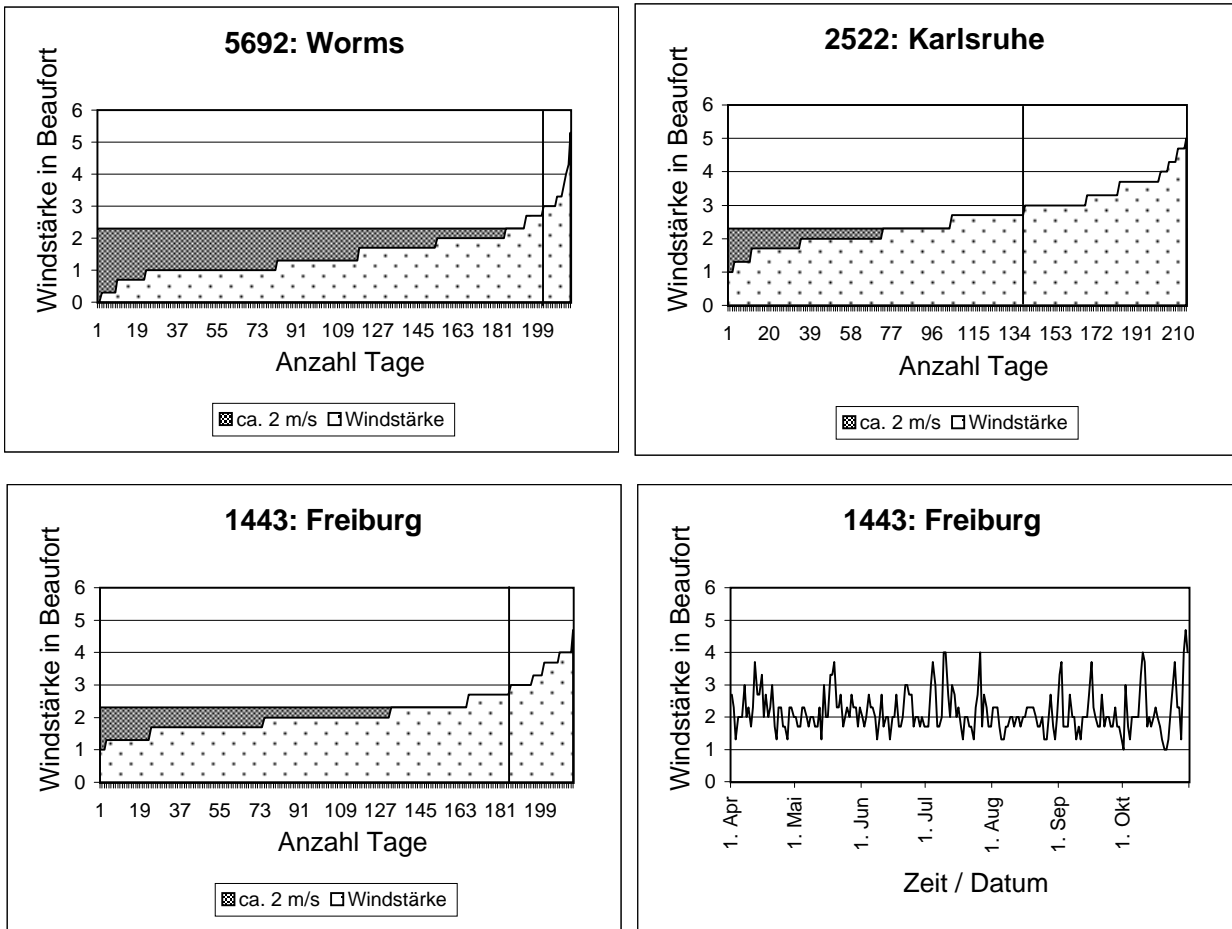 5692: Worms
Windstärke in Beaufort
6
5
4
3
2
1
0
1 19 37 55 73 91 109 127 145 163 181 199
Anzahl Tage
ca. 2 m/s Windstärke
2522: Karlsruhe
Windstärke in Beaufort
6
5
4
3
2
1
0
1 20 39 58 77 96 115 134 153 172 191 210
Anzahl Tage
ca. 2 m/s Windstärke
1443: Freiburg
Windstärke in Beaufort
6
5
4
3
2
1
0
1 19 37 55 73 91 109 127 145 163 181 199
Anzahl Tage
ca. 2 m/s Windstärke
1443: Freiburg
Windstärke in Beaufort
6
5
4
3
2
1
0
1. Apr
1. Mai
1. Jun
1. Jul
1. Aug
1. Sep
1. Okt
Zeit / Datum